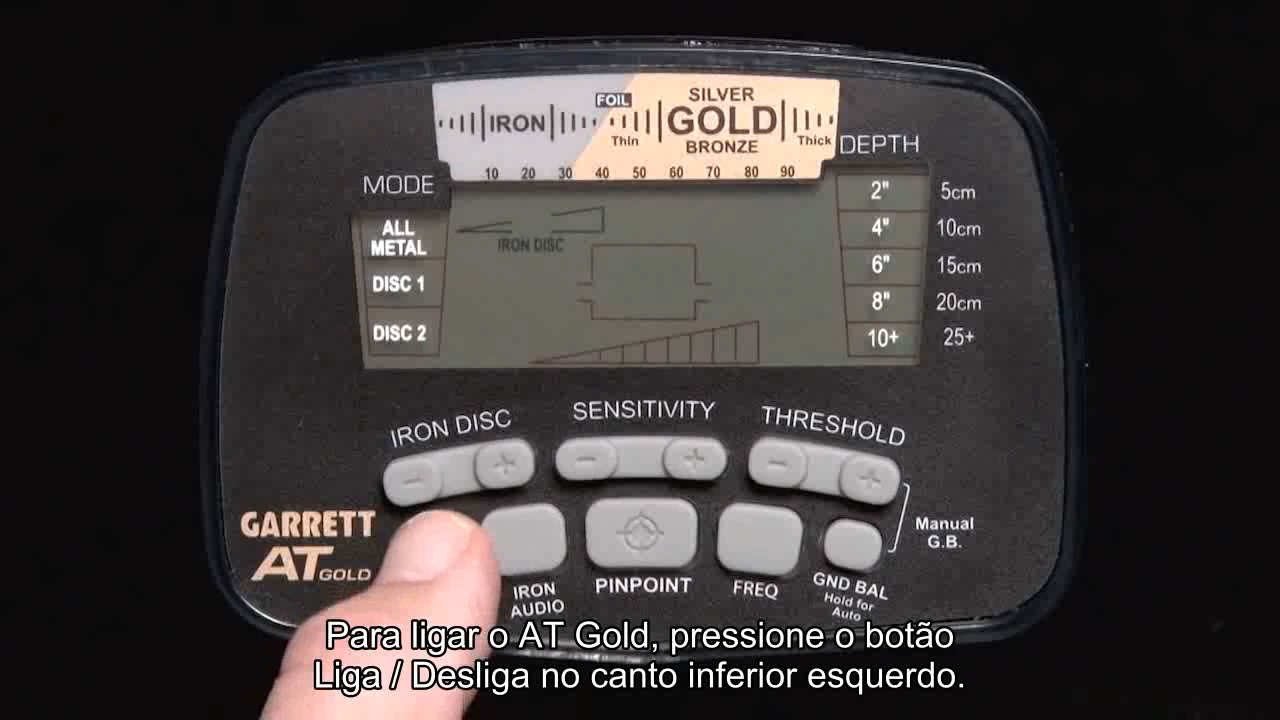 SILVER
FOIL
IRON
GOLD
Thin
BRONZE
Thick
DEPTH
10 20 30 40 50 60 70 80 90
MODE
2" 5cm
ALL
METAL
4" 10cm
IRON DISC
6" 15cm
DISC 1
8" 20cm
DISC 2
10+ 25+
IRON DISC
SENSITIVITY
THRESHOLD
- +
- +
- +
GARRETT
AT GOLD
Manual
G.B.
IRON
AUDIO
PINPOINT
FREQ
GND BAL
Hold for
Auto
Para ligar o AT Gold, pressione o botão
Liga / Desliga no canto inferior esquerdo.